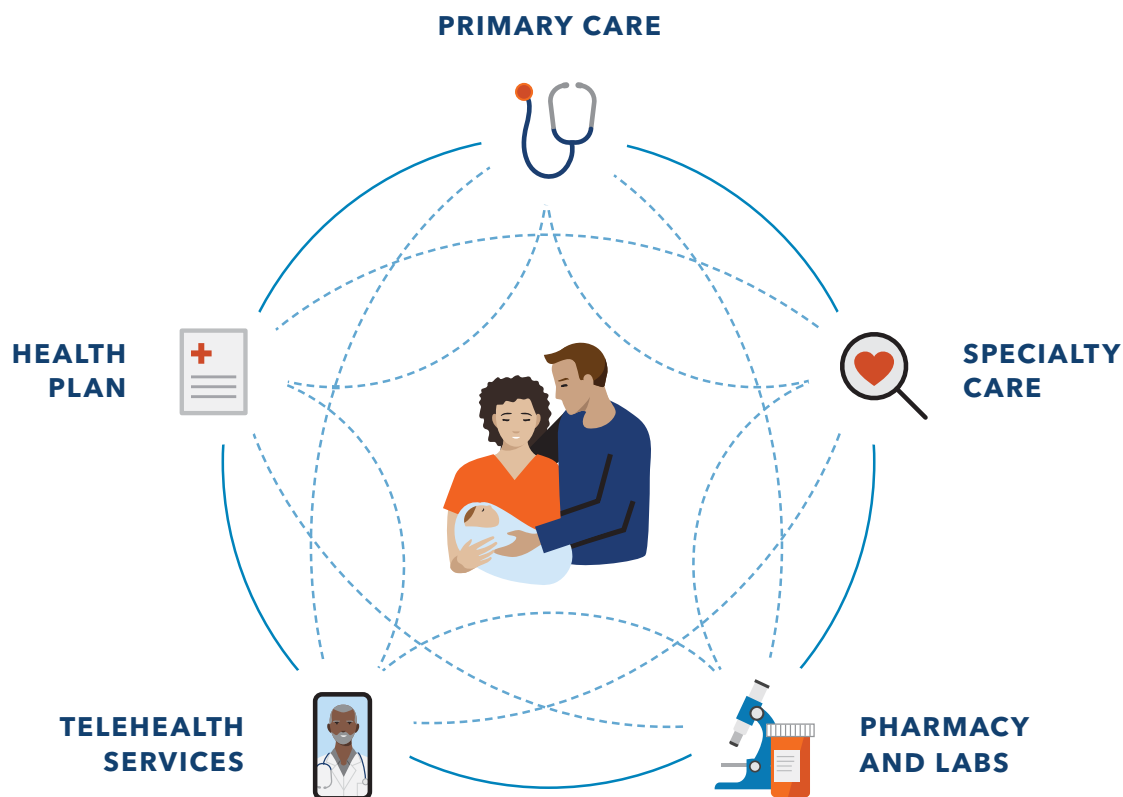 PRIMARY CARE
HEALTH
PLAN
SPECIALTY
CARE
TELEHEALTH
SERVICES
PHARMACY
AND LABS